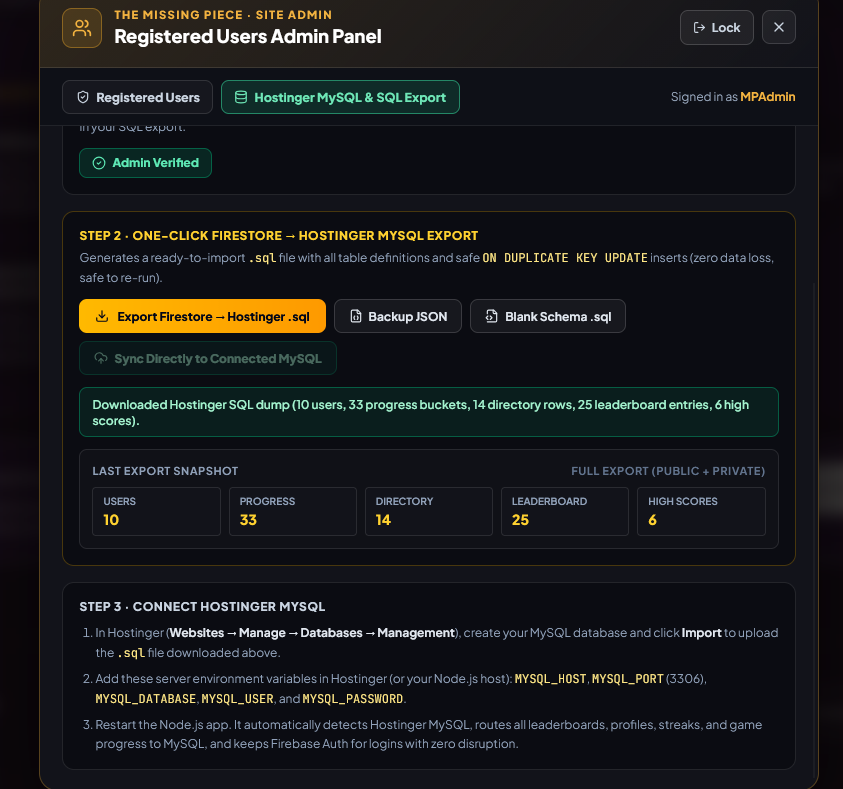 THE MISSING PIECE · SITE ADMIN
Registered Users Admin Panel
Lock
Registered Users
Hostinger MySQL & SQL Export
Signed in as MPAdmin
in your SQL export.
Admin Verified
STEP 2 · ONE-CLICK FIRESTORE → HOSTINGER MYSQL EXPORT
Generates a ready-to-import .sql file with all table definitions and safe ON DUPLICATE KEY UPDATE inserts (zero data loss,
safe to re-run).
Export Firestore → Hostinger .sql
Backup JSON
Blank Schema .sql
Sync Directly to Connected MySQL
Downloaded Hostinger SQL dump (10 users, 33 progress buckets, 14 directory rows, 25 leaderboard entries, 6 high
scores).
LAST EXPORT SNAPSHOT
FULL EXPORT (PUBLIC + PRIVATE)
USERS
10
PROGRESS
33
DIRECTORY
14
LEADERBOARD
25
HIGH SCORES
6
STEP 3 · CONNECT HOSTINGER MYSQL
1. In Hostinger (Websites → Manage → Databases → Management), create your MySQL database and click Import to upload
the .sql file downloaded above.
2. Add these server environment variables in Hostinger (or your Node.js host): MYSQL_HOST, MYSQL_PORT (3306),
MYSQL_DATABASE, MYSQL_USER, and MYSQL_PASSWORD.
3. Restart the Node.js app. It automatically detects Hostinger MySQL, routes all leaderboards, profiles, streaks, and game
progress to MySQL, and keeps Firebase Auth for logins with zero disruption.